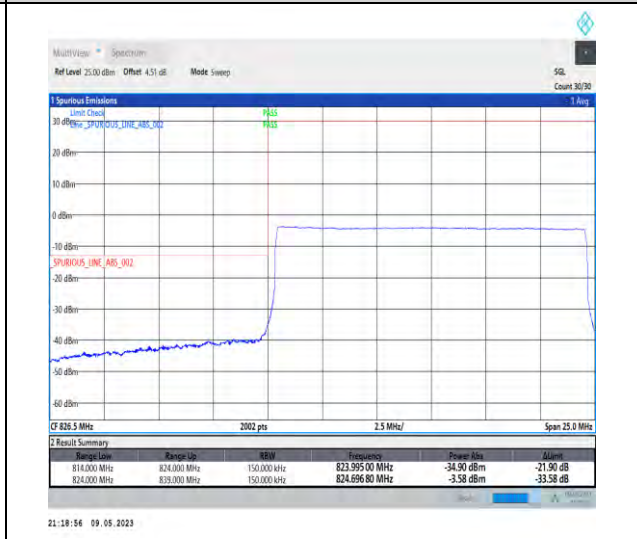 MultiView Spectrum
Ref Level 25.00 dBm Offset 4.51 dB Mode Sweep SGL
Count 30/30
1 Spurious Emissions 1 Avg
Limit Check PASS
30 dBm Line _SPURIOUS_LINE_ABS_002 PASS
20 dBm
10 dBm
0 dBm
-10 dBm
_SPURIOUS_LINE_ABS_002
-20 dBm
-30 dBm
-40 dBm
-50 dBm
-60 dBm
CF 826.5 MHz 2002 pts 2.5 MHz/ Span 25.0 MHz
2 Result Summary
Range Low Range Up RBW Frequency Power Abs ΔLimit
814.000 MHz 824.000 MHz 150.000 kHz 823.99500 MHz -34.90 dBm -21.90 dB
824.000 MHz 839.000 MHz 150.000 kHz 824.69680 MHz -3.58 dBm -33.58 dB
21:18:56 09.05.2023